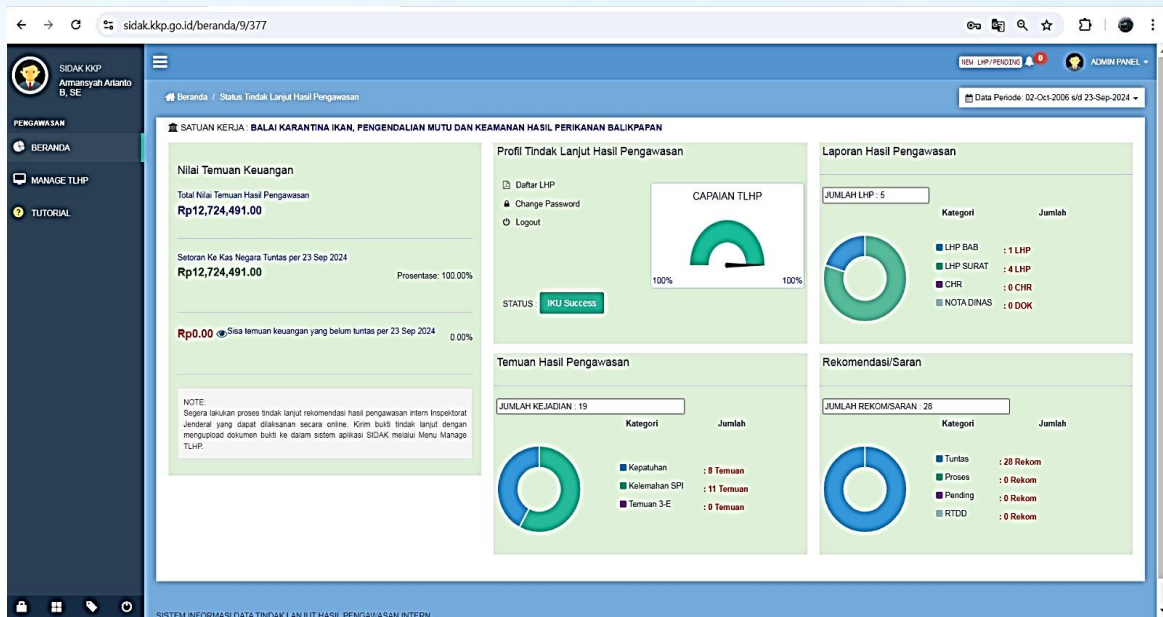 sidak.kkp.go.id/beranda/9/377
SIDAK KKP
Armansyah Arianto
B, SE
NEW LHP/PENDING
0
ADMIN PANEL
Beranda / Status Tindak Lanjut Hasil Pengawasan
Data Periode: 02-Oct-2006 s/d 23-Sep-2024
PENGAWASAN
BERANDA
MANAGE TLHP
TUTORIAL
SATUAN KERJA : BALAI KARANTINA IKAN, PENGENDALIAN MUTU DAN KEAMANAN HASIL PERIKANAN BALIKPAPAN
Nilai Temuan Keuangan
Total Nilai Temuan Hasil Pengawasan
Rp12,724,491.00
Setoran Ke Kas Negara Tuntas per 23 Sep 2024
Rp12,724,491.00
Prosentase: 100.00%
Rp0.00
Sisa temuan keuangan yang belum tuntas per 23 Sep 2024
0.00%
NOTE:
Segera lakukan proses tindak lanjut rekomendasi hasil pengawasan intern Inspektorat
Jenderal yang dapat dilaksanakan secara online. Kirim bukti tindak lanjut dengan
mengupload dokumen bukti ke dalam sistem aplikasi SIDAK melalui Menu Manage
TLHP.
Profil Tindak Lanjut Hasil Pengawasan
Daftar LHP
Change Password
Logout
CAPAIAN TLHP
100%
100%
STATUS :
IKU Success
Laporan Hasil Pengawasan
JUMLAH LHP : 5
Kategori Jumlah
LHP BAB : 1 LHP
LHP SURAT : 4 LHP
CHR : 0 CHR
NOTA DINAS : 0 DOK
Temuan Hasil Pengawasan
JUMLAH KEJADIAN : 19
Kategori Jumlah
Kepatuhan : 8 Temuan
Kelemahan SPI : 11 Temuan
Temuan 3-E : 0 Temuan
Rekomendasi/Saran
JUMLAH REKOM/SARAN : 28
Kategori Jumlah
Tuntas : 28 Rekom
Proses : 0 Rekom
Pending : 0 Rekom
RTDD : 0 Rekom
SISTEM INFORMASI DATA TINDAK LANJUT HASIL PENGAWASAN INTERN